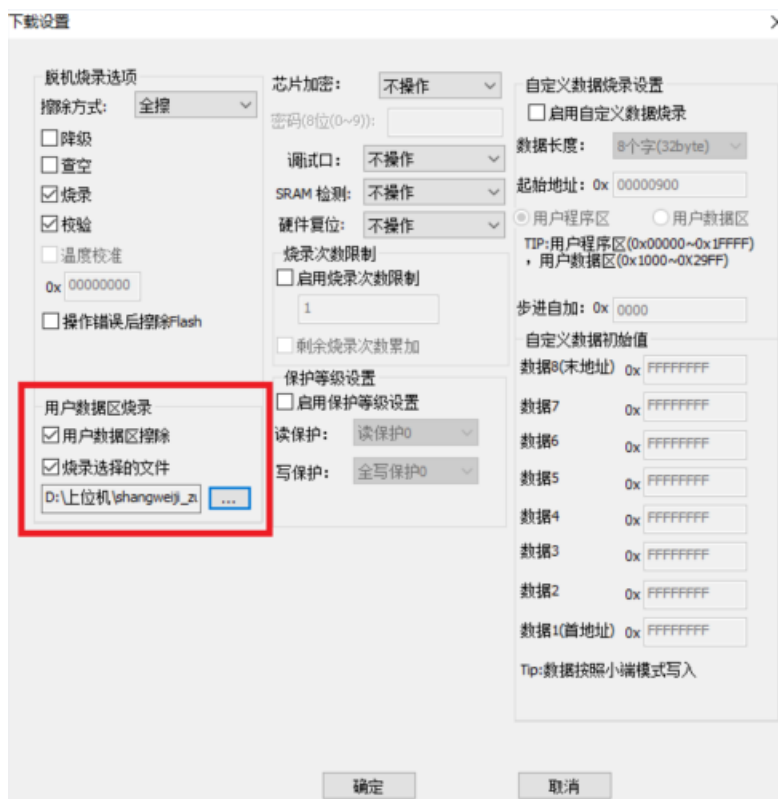 下载设置
脱机烧录选项
擦除方式: 全擦
降级
查空
烧录
校验
温度校准
0x 00000000
操作错误后擦除Flash
用户数据区烧录
用户数据区擦除
烧录选择的文件
D:\上位机\shangweiji_zu
...
芯片加密: 不操作
密码(8位(0~9)):
调试口: 不操作
SRAM 检测: 不操作
硬件复位: 不操作
烧录次数限制
启用烧录次数限制
1
剩余烧录次数累加
保护等级设置
启用保护等级设置
读保护: 读保护0
写保护: 全写保护0
自定义数据烧录设置
启用自定义数据烧录
数据长度: 8个字(32byte)
起始地址: 0x 00000900
用户程序区 用户数据区
TIP:用户程序区(0x00000~0x1FFFF)
,用户数据区(0x1000~0X29FF)
步进自加: 0x 0000
自定义数据初始值
数据8(末地址) 0x FFFFFFFF
数据7 0x FFFFFFFF
数据6 0x FFFFFFFF
数据5 0x FFFFFFFF
数据4 0x FFFFFFFF
数据3 0x FFFFFFFF
数据2 0x FFFFFFFF
数据1(首地址) 0x FFFFFFFF
Tip:数据按照小端模式写入
确定 取消